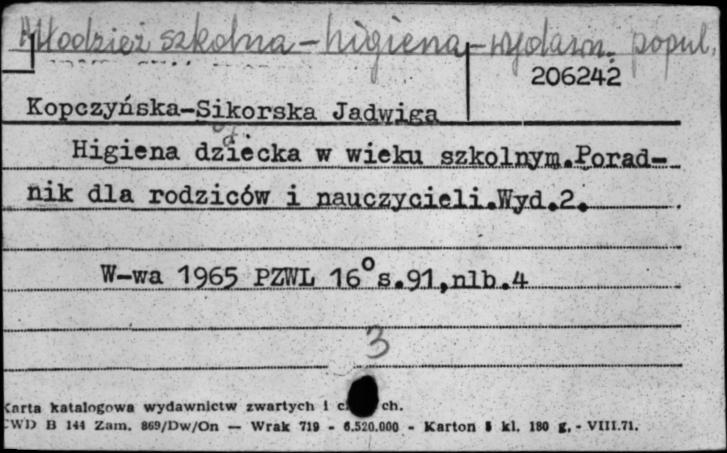 Młodzież szkolna – higiena – wydawn. popul.
206242
Kopczyńska-Sikorska Jadwiga
Higiena dziecka w wieku szkolnym.Porad-
nik dla rodziców i nauczycieli.Wyd.2.
W-wa 1965 PZWL 16° s.91,nlb.4
3
Karta katalogowa wydawnictw zwartych i ch.
CWD B 144 Zam. 869/Dw/On — Wrak 719 - 6.520.000 - Karton kl. 180 g. - VIII.71.